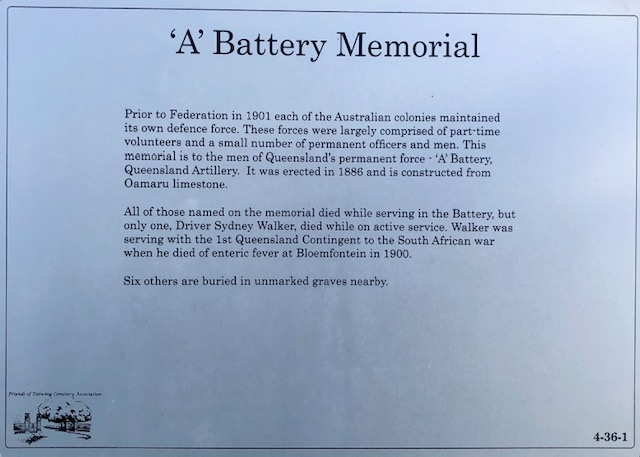 ‘A’ Battery Memorial
Prior to Federation in 1901 each of the Australian colonies maintained
its own defence force. These forces were largely comprised of part-time
volunteers and a small number of permanent officers and men. This
memorial is to the men of Queensland's permanent force - ‘A’ Battery,
Queensland Artillery. It was erected in 1886 and is constructed from
Oamaru limestone.
All of those named on the memorial died while serving in the Battery, but
only one, Driver Sydney Walker, died while on active service. Walker was
serving with the 1st Queensland Contingent to the South African war
when he died of enteric fever at Bloemfontein in 1900.
Six others are buried in unmarked graves nearby.
Friends of Toowong Cemetery Association
4-36-1